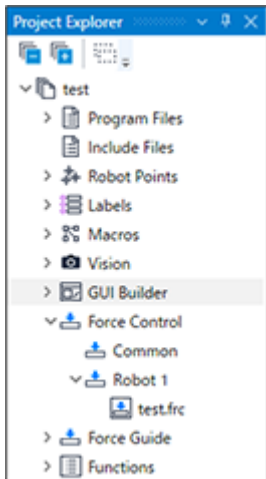 Project Explorer
test
Program Files
Include Files
Robot Points
Labels
Macros
Vision
GUI Builder
Force Control
Common
Robot 1
test.frc
Force Guide
Functions